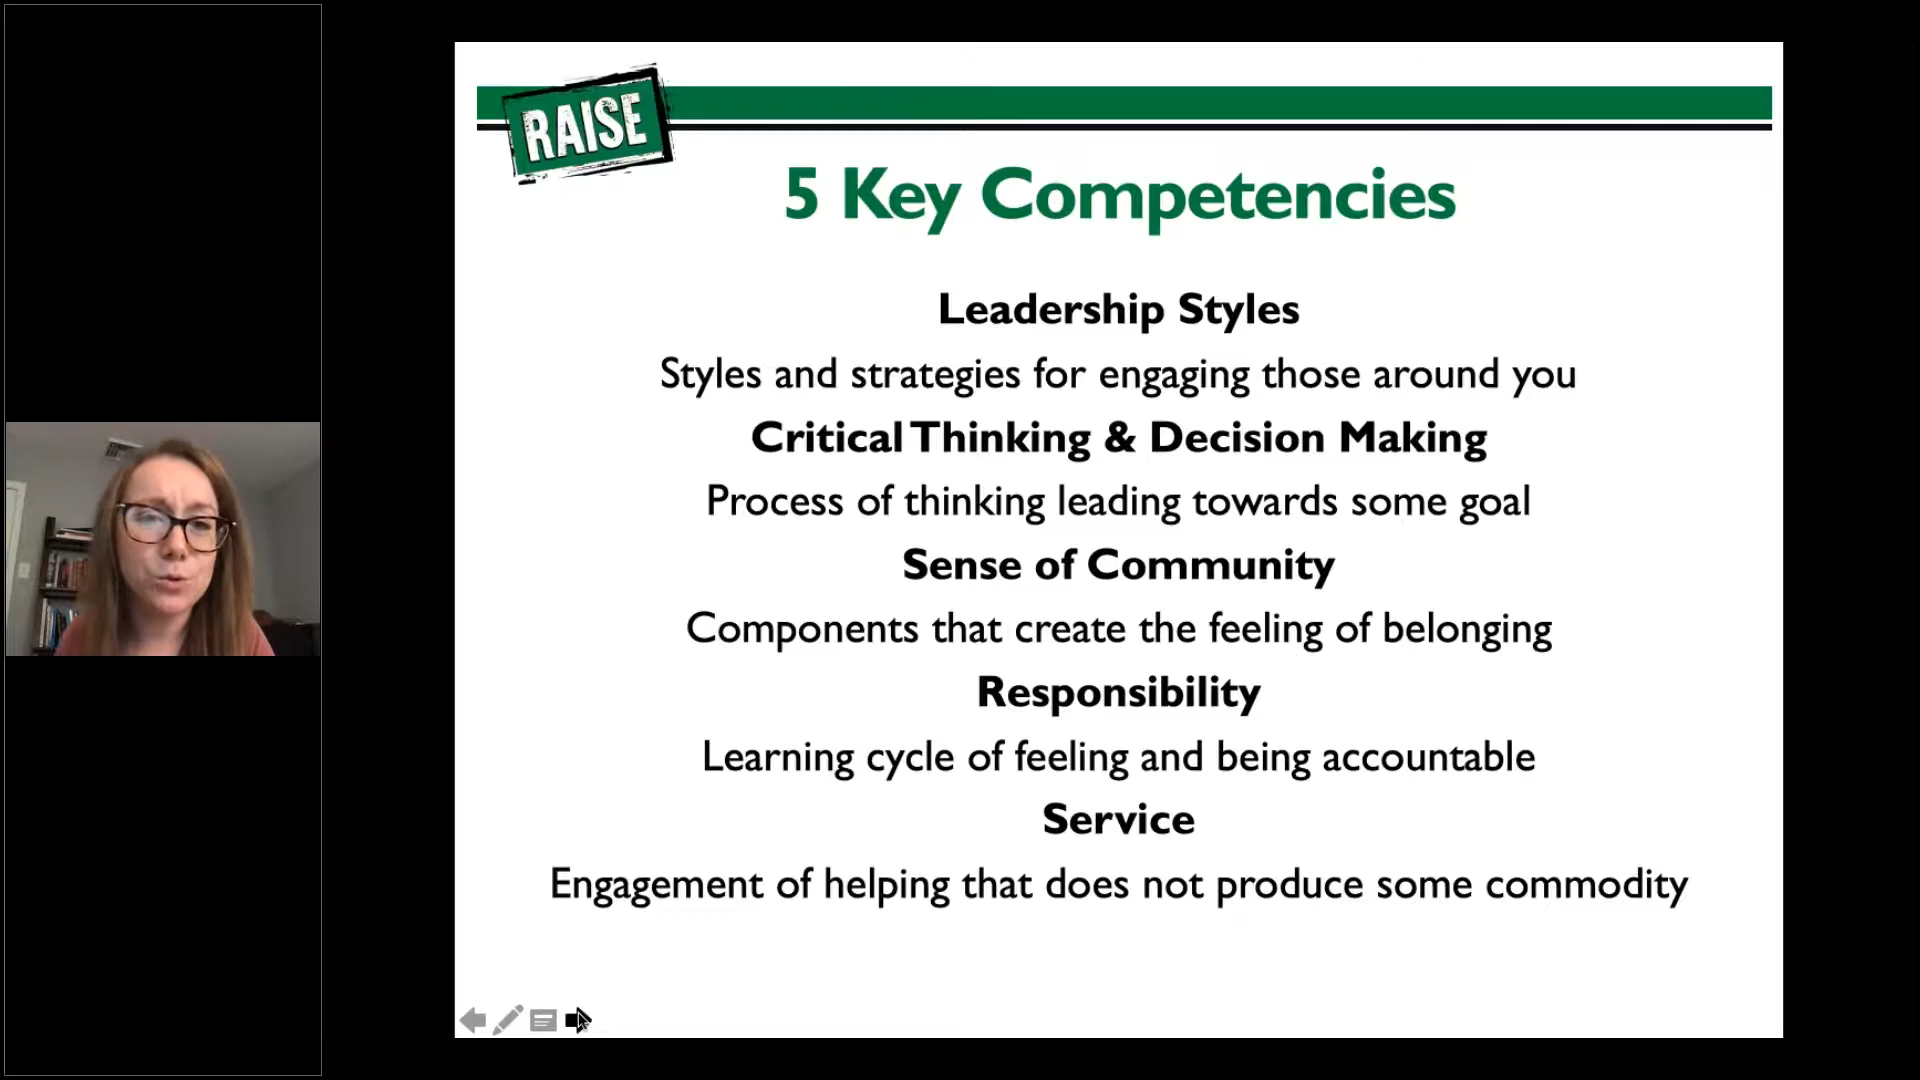 RAISE
5 Key Competencies
Leadership Styles
Styles and strategies for engaging those around you
Critical Thinking & Decision Making
Process of thinking leading towards some goal
Sense of Community
Components that create the feeling of belonging
Responsibility
Learning cycle of feeling and being accountable
Service
Engagement of helping that does not produce some commodity